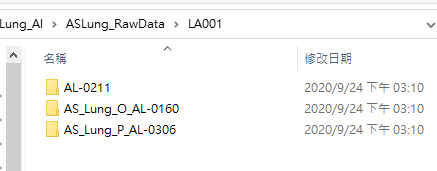 Lung_AI > ASLung_RawData > LA001
名稱 修改日期
AL-0211 2020/9/24 下午 03:10
AS_Lung_O_AL-0160 2020/9/24 下午 03:10
AS_Lung_P_AL-0306 2020/9/24 下午 03:10